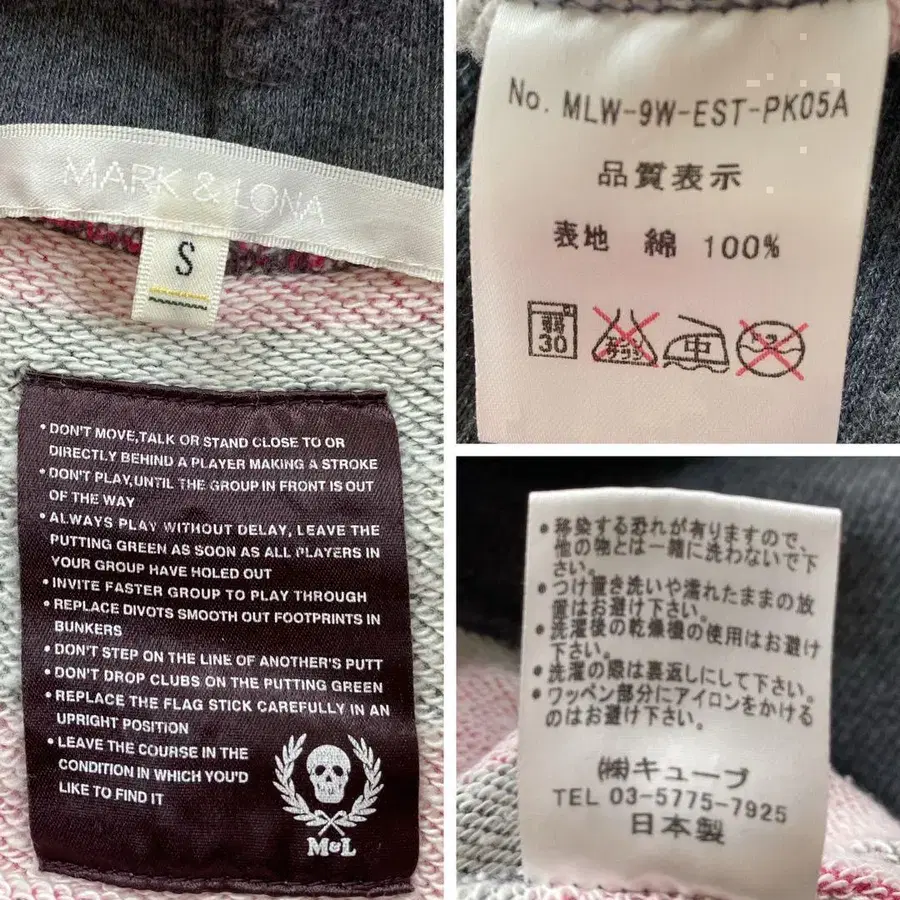 MARK & LONA
S
• DON'T MOVE,TALK OR STAND CLOSE TO OR
DIRECTLY BEHIND A PLAYER MAKING A STROKE
• DON'T PLAY,UNTIL THE GROUP IN FRONT IS OUT
OF THE WAY
• ALWAYS PLAY WITHOUT DELAY, LEAVE THE
PUTTING GREEN AS SOON AS ALL PLAYERS IN
YOUR GROUP HAVE HOLED OUT
• INVITE FASTER GROUP TO PLAY THROUGH
• REPLACE DIVOTS SMOOTH OUT FOOTPRINTS IN
BUNKERS
• DON'T STEP ON THE LINE OF ANOTHER'S PUTT
• DON'T DROP CLUBS ON THE PUTTING GREEN
• REPLACE THE FLAG STICK CAREFULLY IN AN
UPRIGHT POSITION
• LEAVE THE COURSE IN THE
CONDITION IN WHICH YOU'D
LIKE TO FIND IT
M&L
No. MLW-9W-EST-PK05A
品質表示
表地 綿 100%
弱
30
エンソ
サラシ
中
ドライ
• 移染する恐れが有りますので、
他の物とは一緒に洗わないで下
さい。
• つけ置き洗いや濡れたままの放
置はお避け下さい。
• 洗濯後の乾燥機の使用はお避け
下さい。
• 洗濯の際は裏返しにして下さい。
• ワッペン部分にアイロンをかける
のはお避け下さい。
㈱キューブ
TEL 03-5775-7925
日本製